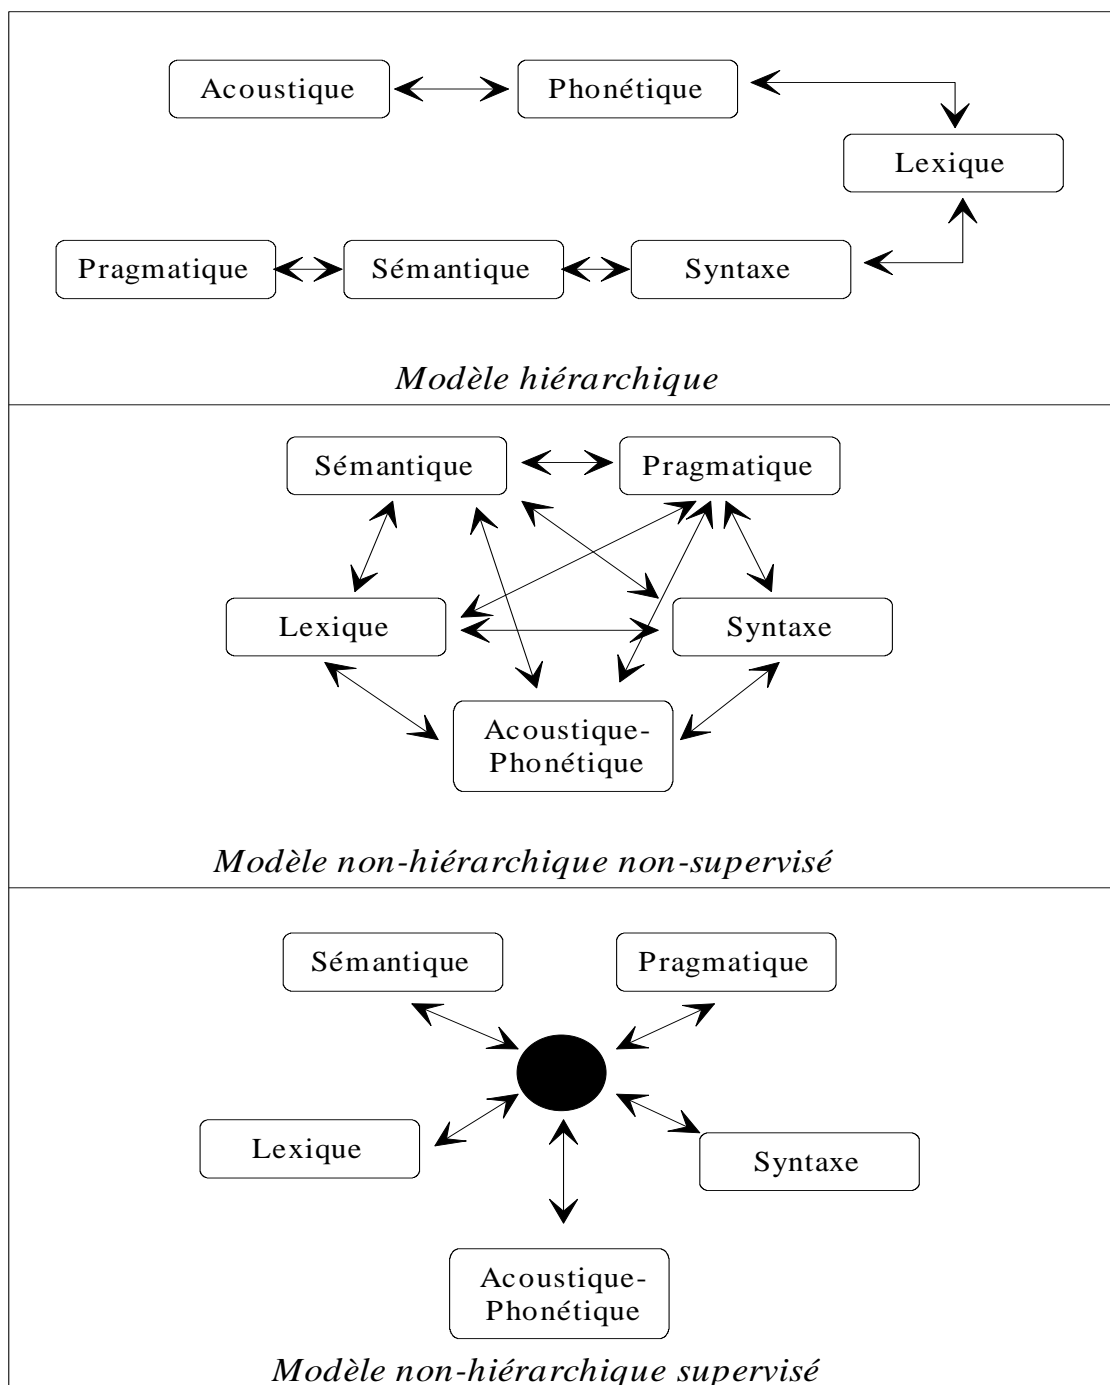 Acoustique
Phonétique
Lexique
Pragmatique
Sémantique
Syntaxe
Modèle hiérarchique
Sémantique
Pragmatique
Lexique
Syntaxe
Acoustique-
Phonétique
Modèle non-hiérarchique non-supervisé
Sémantique
Pragmatique
Lexique
Syntaxe
Acoustique-
Phonétique
Modèle non-hiérarchique supervisé